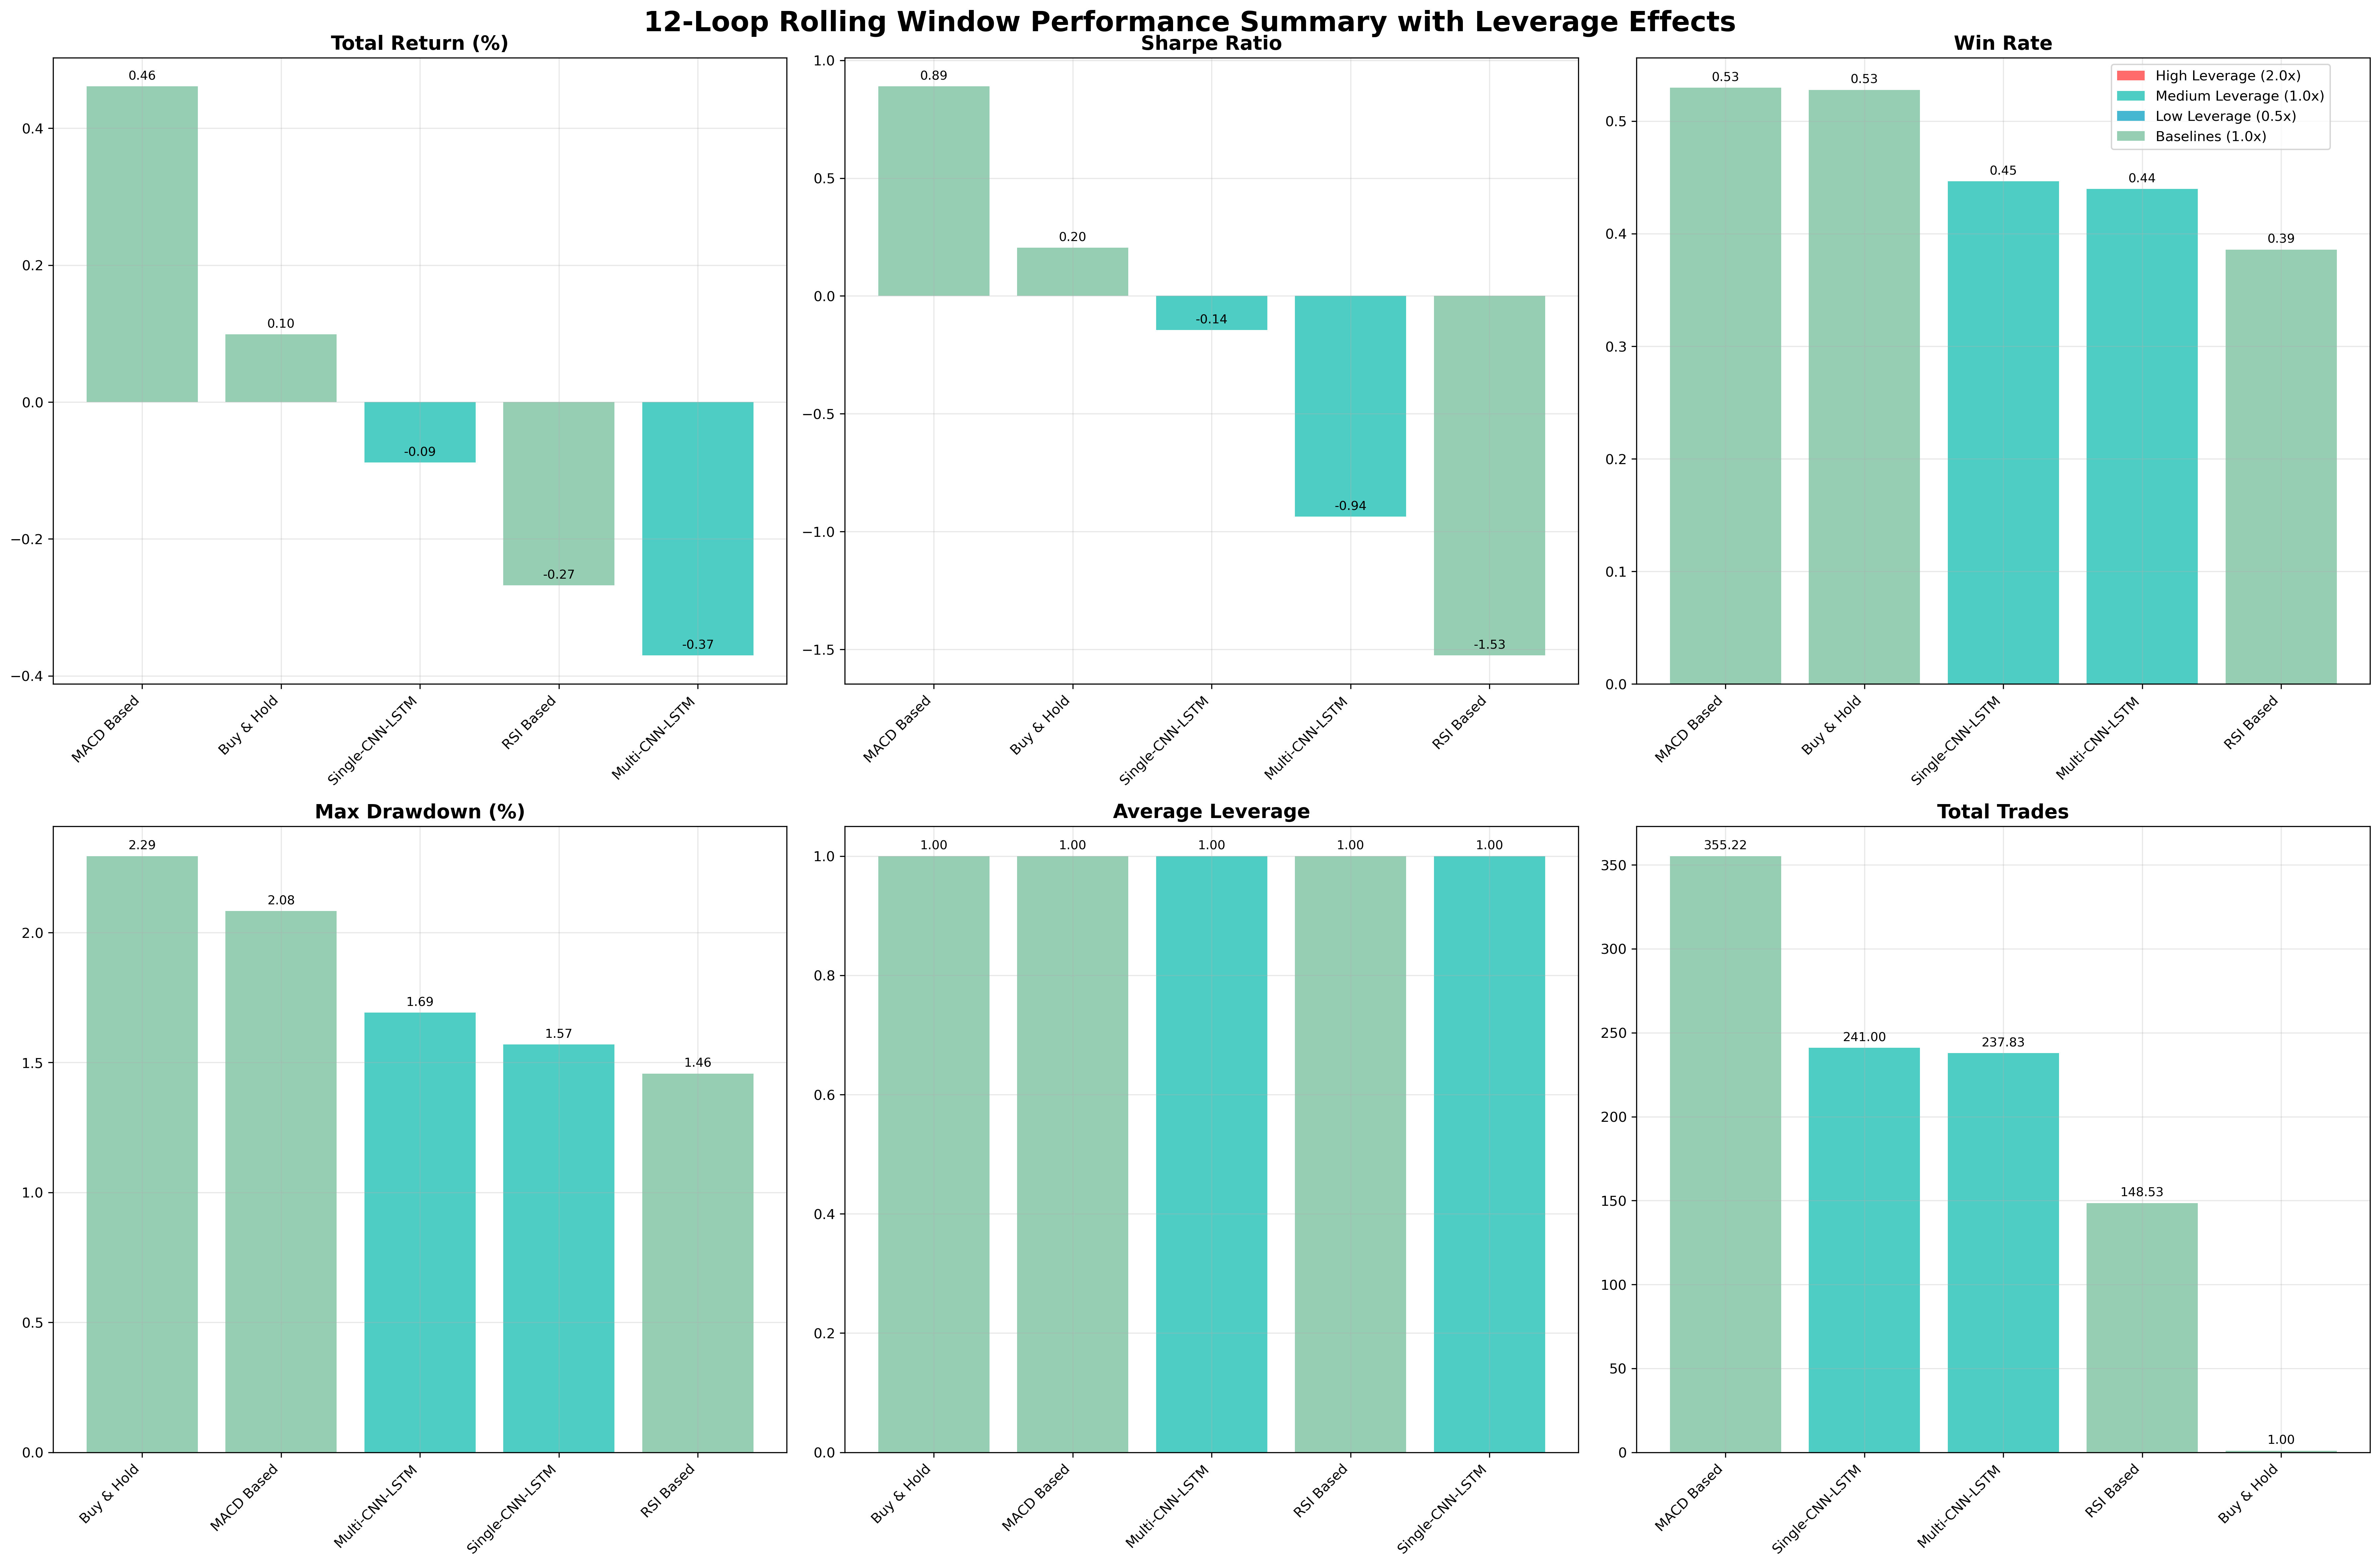 12-Loop Rolling Window Performance Summary with Leverage Effects
Total Return (%)
0.4
0.2
0.0
−0.2
−0.4
0.46
0.10
-0.09
-0.27
-0.37
MACD Based
Buy & Hold
Single-CNN-LSTM
RSI Based
Multi-CNN-LSTM
Sharpe Ratio
1.0
0.5
0.0
−0.5
−1.0
−1.5
0.89
0.20
-0.14
-0.94
-1.53
MACD Based
Buy & Hold
Single-CNN-LSTM
Multi-CNN-LSTM
RSI Based
Win Rate
0.5
0.4
0.3
0.2
0.1
0.0
0.53
0.53
0.45
0.44
0.39
High Leverage (2.0x)
Medium Leverage (1.0x)
Low Leverage (0.5x)
Baselines (1.0x)
MACD Based
Buy & Hold
Single-CNN-LSTM
Multi-CNN-LSTM
RSI Based
Max Drawdown (%)
2.0
1.5
1.0
0.5
0.0
2.29
2.08
1.69
1.57
1.46
Buy & Hold
MACD Based
Multi-CNN-LSTM
Single-CNN-LSTM
RSI Based
Average Leverage
1.0
0.8
0.6
0.4
0.2
0.0
1.00
1.00
1.00
1.00
1.00
Buy & Hold
MACD Based
Multi-CNN-LSTM
RSI Based
Single-CNN-LSTM
Total Trades
350
300
250
200
150
100
50
0
355.22
241.00
237.83
148.53
1.00
MACD Based
Single-CNN-LSTM
Multi-CNN-LSTM
RSI Based
Buy & Hold